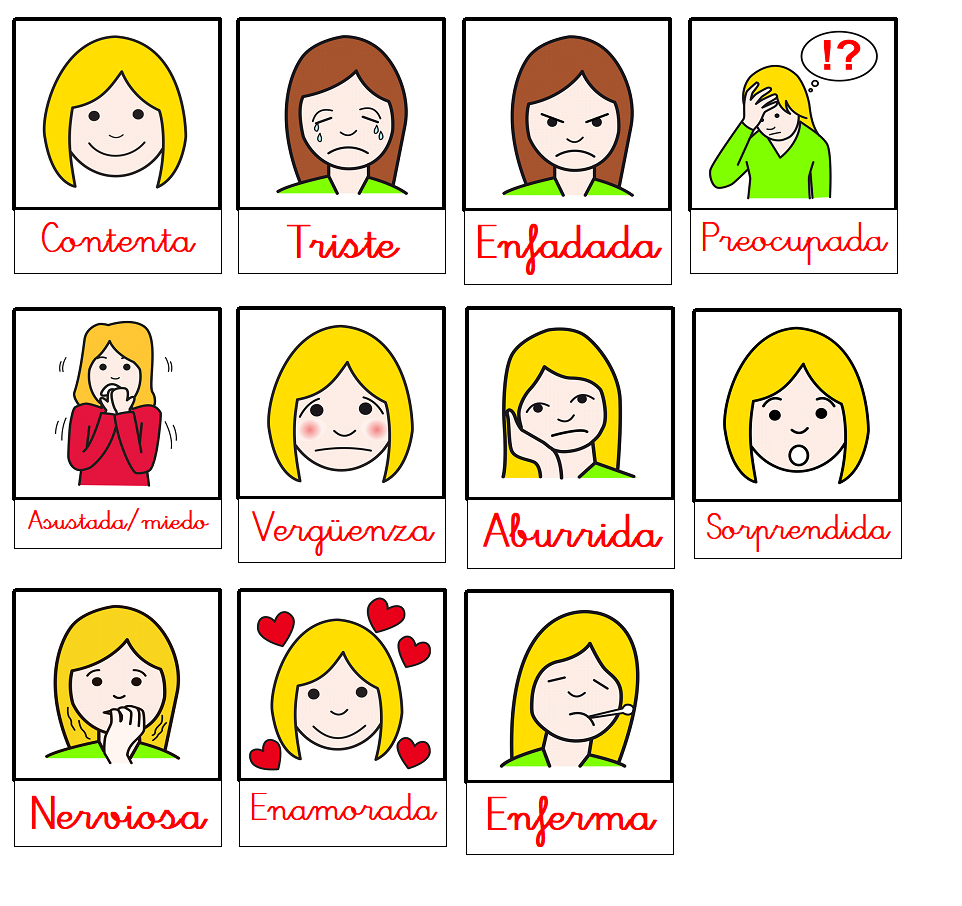 !?
Contenta
Triste
Enfadada
Preocupada
Asustada/miedo
Vergüenza
Aburrida
Sorprendida
Nerviosa
Enamorada
Enferma